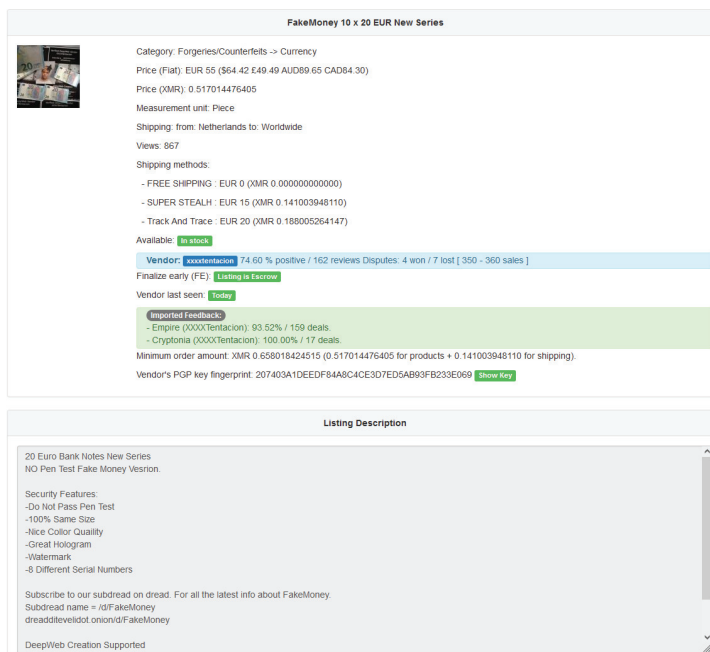 FakeMoney 10 x 20 EUR New Series
Category: Forgeries/Counterfeits -> Currency
Price (Fiat): EUR 55 ($64.42 £49.49 AUD89.65 CAD84.30)
Price (XMR): 0.517014476405
Measurement unit: Piece
Shipping: from: Netherlands to: Worldwide
Views: 867
Shipping methods:
- FREE SHIPPING : EUR 0 (XMR 0.000000000000)
- SUPER STEALH : EUR 15 (XMR 0.141003948110)
- Track And Trace : EUR 20 (XMR 0.188005264147)
Available: In stock
Vendor: xxxxtentacion 74.60 % positive / 162 reviews Disputes: 4 won / 7 lost [ 350 - 360 sales ]
Finalize early (FE): Listing is Escrow
Vendor last seen: Today
Imported Feedback:
- Empire (XXXXTentacion): 93.52% / 159 deals.
- Cryptonia (XXXXTentacion): 100.00% / 17 deals.
Minimum order amount: XMR 0.658018424515 (0.517014476405 for products + 0.141003948110 for shipping).
Vendor's PGP key fingerprint: 207403A1DEEDF84A8C4CE3D7ED5AB93FB233E069 Show Key
Listing Description
20 Euro Bank Notes New Series
NO Pen Test Fake Money Vesrion.
Security Features:
-Do Not Pass Pen Test
-100% Same Size
-Nice Collor Quaility
-Great Hologram
-Watermark
-8 Different Serial Numbers
Subscribe to our subdread on dread. For all the latest info about FakeMoney.
Subdread name = /d/FakeMoney
dreadditevelidot.onion/d/FakeMoney
DeepWeb Creation Supported